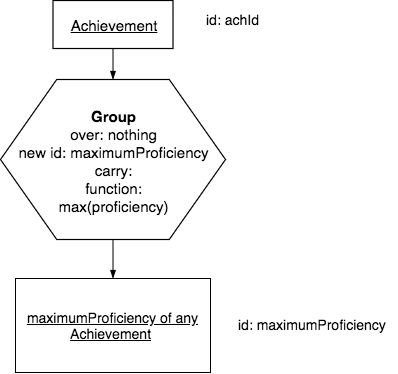 Achievement
id: achId
Group
over: nothing
new id: maximumProficiency
carry:
function:
max(proficiency)
maximumProficiency of any
Achievement
id: maximumProficiency